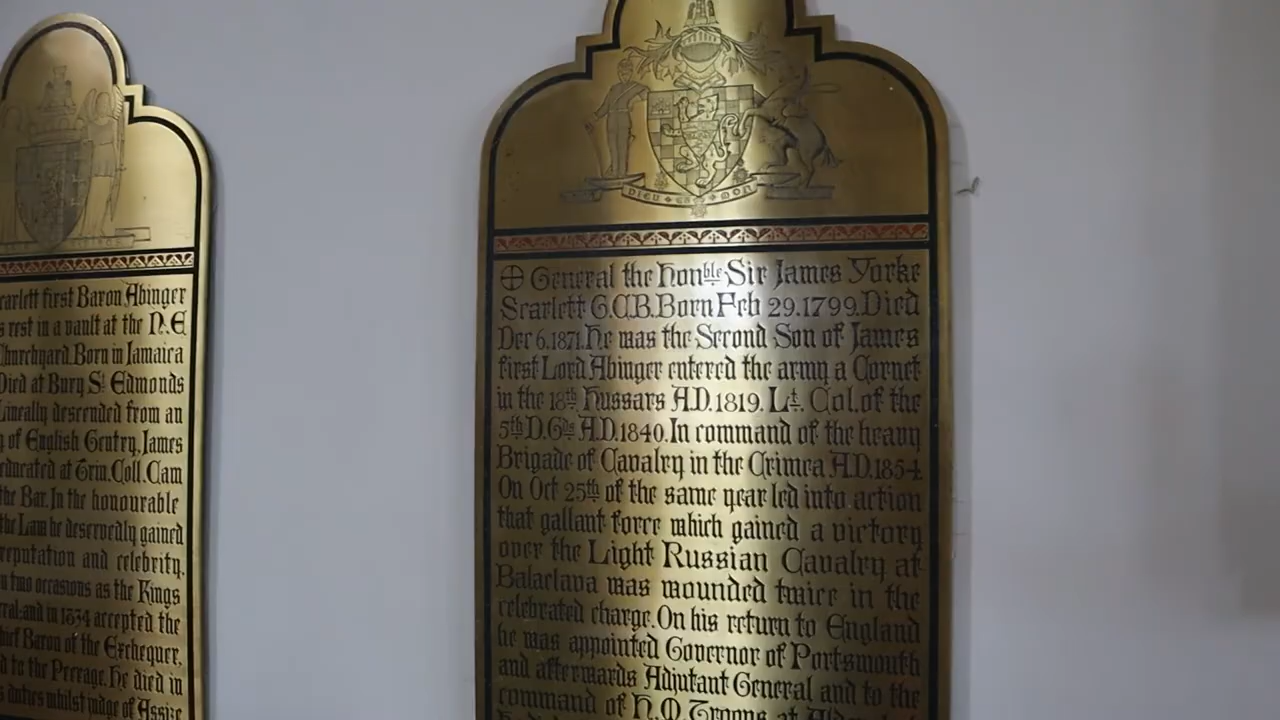 carlett first Baron Abinger
s rest in a vault at the N.E
Churchyard. Born in Jamaica
Died at Bury St Edmonds
Lineally descended from an
of English Gentry. James
educated at Trin. Coll. Cam
the Bar. In the honourable
the Law he deservedly gained
reputation and celebrity.
n two occasions as the Kings
ral: and in 1834 accepted the
hief Baron of the Exchequer,
d to the Peerage. He died in
s duties whilst judge of Assize
DIEU ET MON
General the Honble Sir James Yorke
Scarlett G.C.B. Born Feb 29. 1799. Died
Dec 6. 1871. He was the Second Son of James
first Lord Abinger entered the army a Cornet
in the 18th Hussars A.D. 1819. Lt. Col. of the
5th D. Gds A.D. 1840. In command of the heavy
Brigade of Cavalry in the Crimea A.D. 1854
On Oct 25th of the same year led into action
that gallant force which gained a victory
over the Light Russian Cavalry at
Balaclava was wounded twice in the
celebrated charge. On his return to England
he was appointed Governor of Portsmouth
and afterwards Adjutant General and to the
command of H.M. Troops at